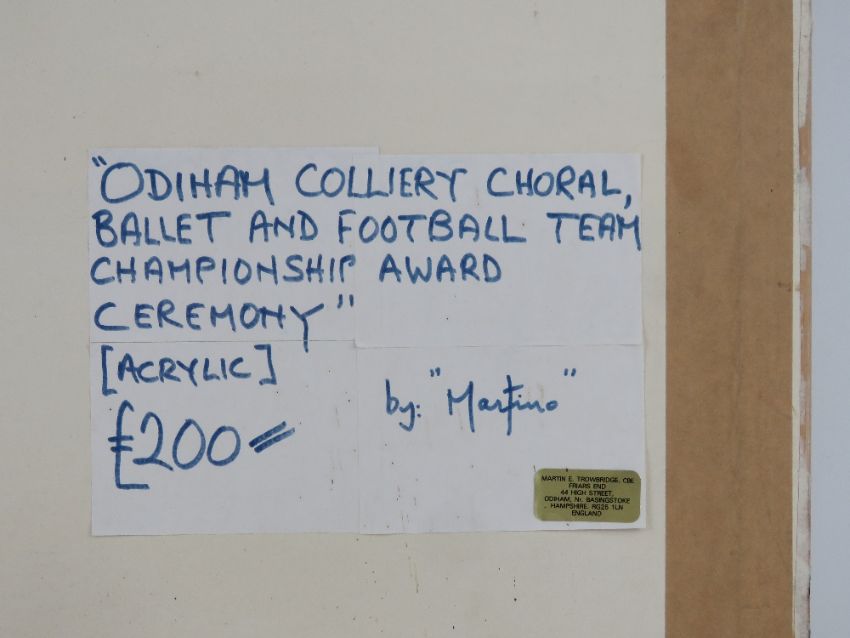 "ODIHAM COLLIERY CHORAL,
BALLET AND FOOTBALL TEAM
CHAMPIONSHIP AWARD
CEREMONY"
[ACRYLIC]
£200=
by: "Martino"
MARTIN E. TROWBRIDGE, CBE
FRIARS END
44 HIGH STREET,
ODIHAM, Nr. BASINGSTOKE
HAMPSHIRE. RG25 1LN
ENGLAND